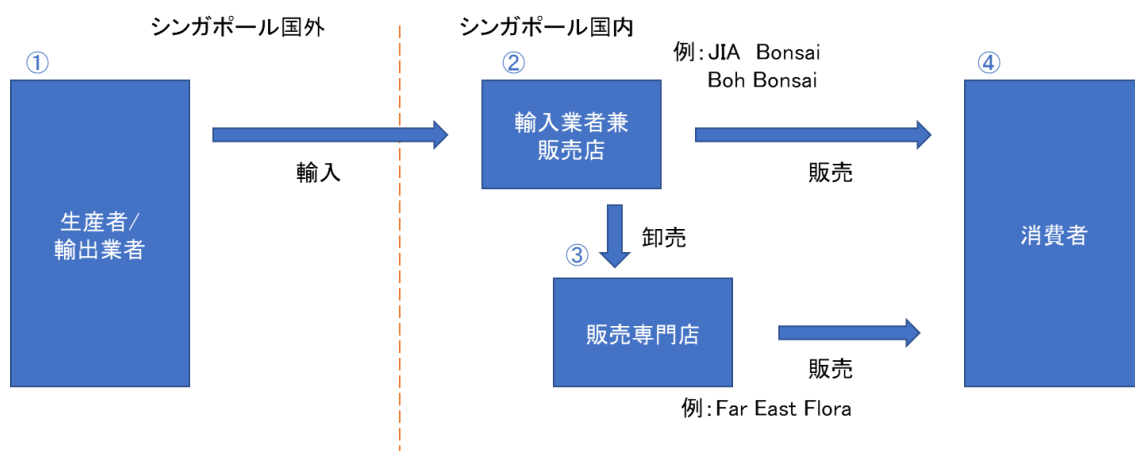 シンガポール国外
シンガポール国内
例：JIA Bonsai
Boh Bonsai
①
②
④
輸入業者兼
販売店
輸入
販売
生産者/
輸出業者
卸売
消費者
③
販売専門店
販売
例：Far East Flora